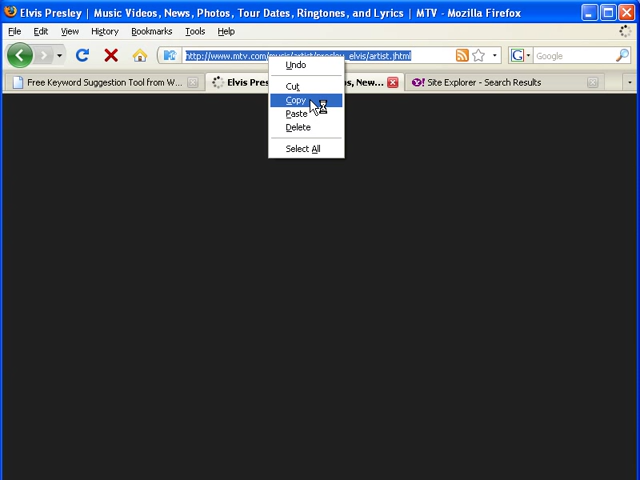 Elvis Presley | Music Videos, News, Photos, Tour Dates, Ringtones, and Lyrics | MTV - Mozilla Firefox
File Edit View History Bookmarks Tools Help
http://www.mtv.com/music/artist/presley_elvis/artist.jhtml
Google
Free Keyword Suggestion Tool from W...
Elvis Pres , New...
Site Explorer - Search Results
Undo
Cut
Copy
Paste
Delete
Select All